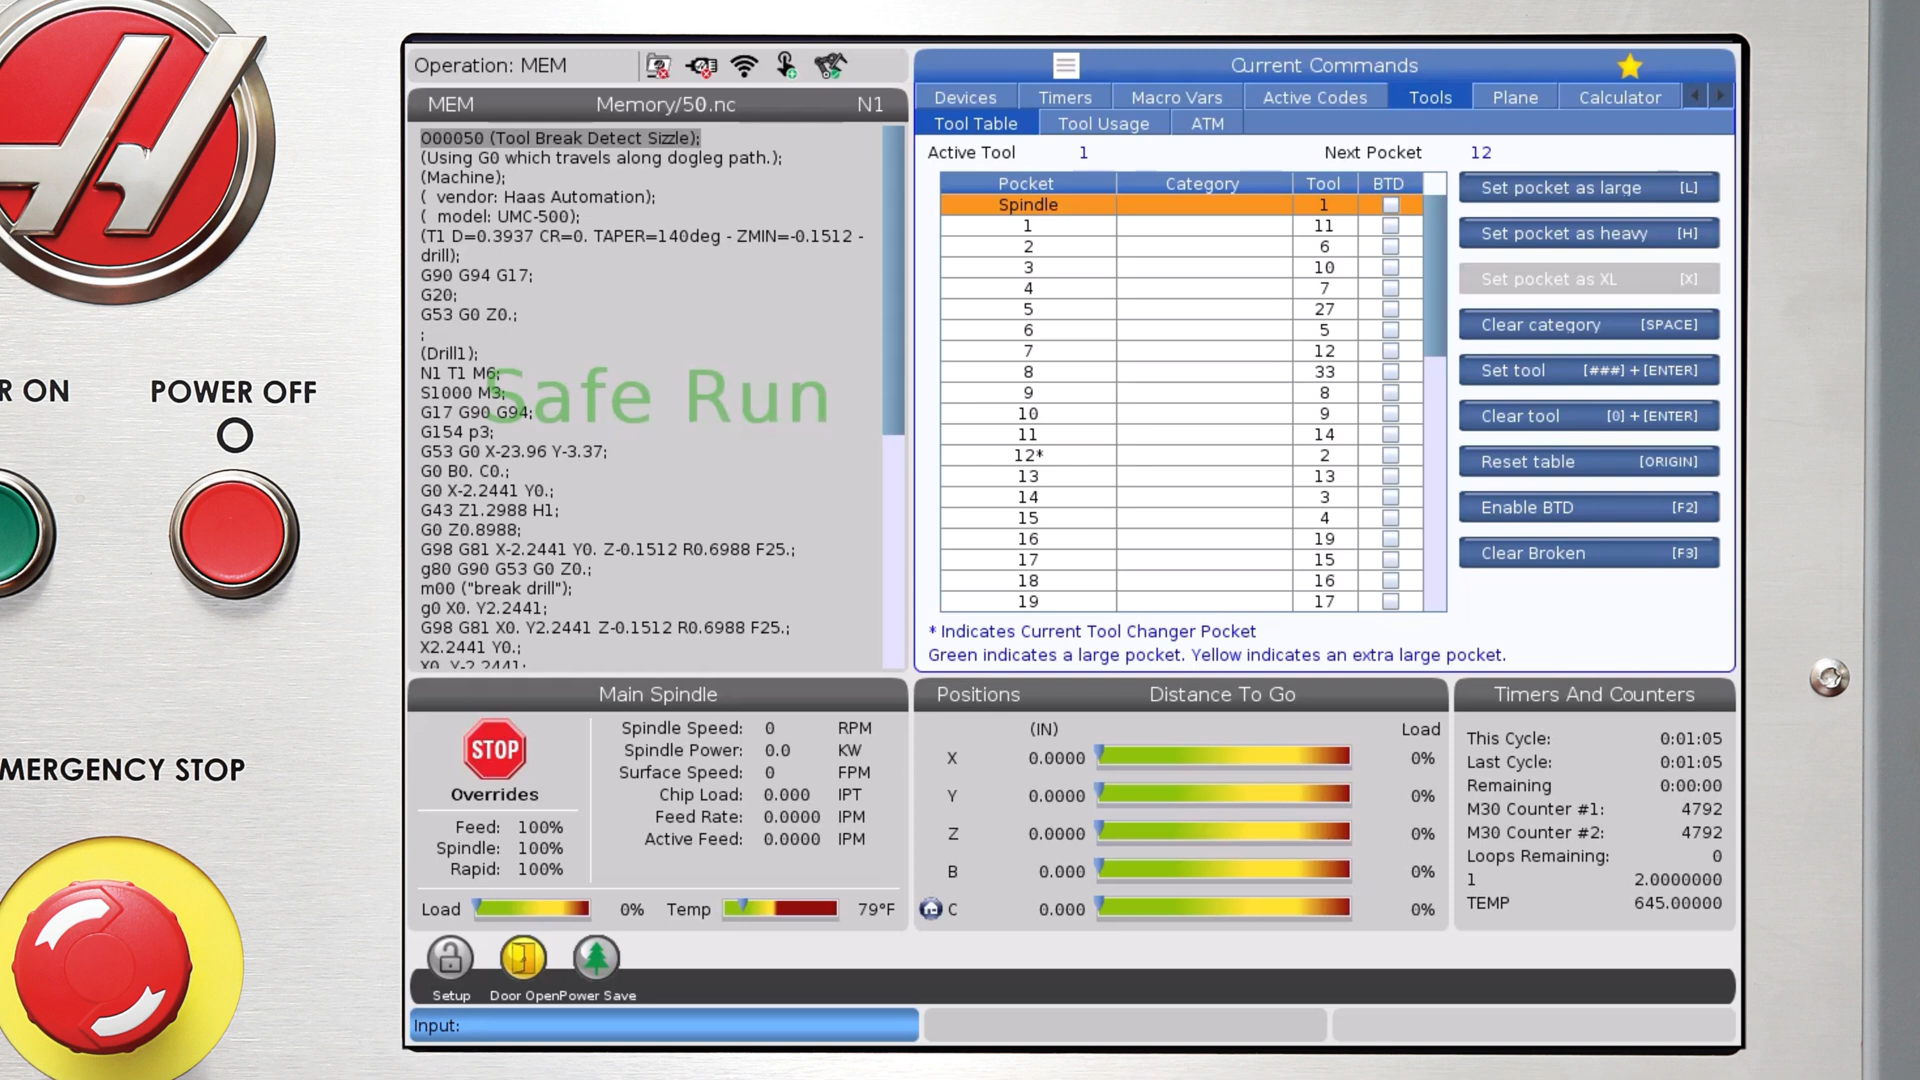 R ON
POWER OFF
MERGENCY STOP
Operation: MEM
MEM Memory/50.nc N1
O00050 (Tool Break Detect Sizzle);
(Using G0 which travels along dogleg path.);
(Machine);
( vendor: Haas Automation);
( model: UMC-500);
(T1 D=0.3937 CR=0. TAPER=140deg - ZMIN=-0.1512 -
drill);
G90 G94 G17;
G20;
G53 G0 Z0.;
;
(Drill1);
N1 T1 M6;
S1000 M3;
G17 G90 G94;
G154 p3;
G53 G0 X-23.96 Y-3.37;
G0 B0. C0.;
G0 X-2.2441 Y0.;
G43 Z1.2988 H1;
G0 Z0.8988;
G98 G81 X-2.2441 Y0. Z-0.1512 R0.6988 F25.;
g80 G90 G53 G0 Z0.;
m00 ("break drill");
g0 X0. Y2.2441;
G98 G81 X0. Y2.2441 Z-0.1512 R0.6988 F25.;
X2.2441 Y0.;
X0. Y-2.2441;
Safe Run
Current Commands
Devices Timers Macro Vars Active Codes Tools Plane Calculator
Tool Table Tool Usage ATM
Active Tool 1 Next Pocket 12
Pocket Category Tool BTD
Spindle 1
1 11
2 6
3 10
4 7
5 27
6 5
7 12
8 33
9 8
10 9
11 14
12* 2
13 13
14 3
15 4
16 19
17 15
18 16
19 17
Set pocket as large [L]
Set pocket as heavy [H]
Set pocket as XL [X]
Clear category [SPACE]
Set tool [###]+[ENTER]
Clear tool [0]+[ENTER]
Reset table [ORIGIN]
Enable BTD [F2]
Clear Broken [F3]
* Indicates Current Tool Changer Pocket
Green indicates a large pocket. Yellow indicates an extra large pocket.
Main Spindle
STOP
Overrides
Feed: 100%
Spindle: 100%
Rapid: 100%
Spindle Speed: 0 RPM
Spindle Power: 0.0 KW
Surface Speed: 0 FPM
Chip Load: 0.000 IPT
Feed Rate: 0.0000 IPM
Active Feed: 0.0000 IPM
Load 0% Temp 79°F
Positions Distance To Go
(IN) Load
X 0.0000 0%
Y 0.0000 0%
Z 0.0000 0%
B 0.000 0%
C 0.000 0%
Timers And Counters
This Cycle: 0:01:05
Last Cycle: 0:01:05
Remaining 0:00:00
M30 Counter #1: 4792
M30 Counter #2: 4792
Loops Remaining: 0
1 2.0000000
TEMP 645.00000
Setup Door Open Power Save
Input: